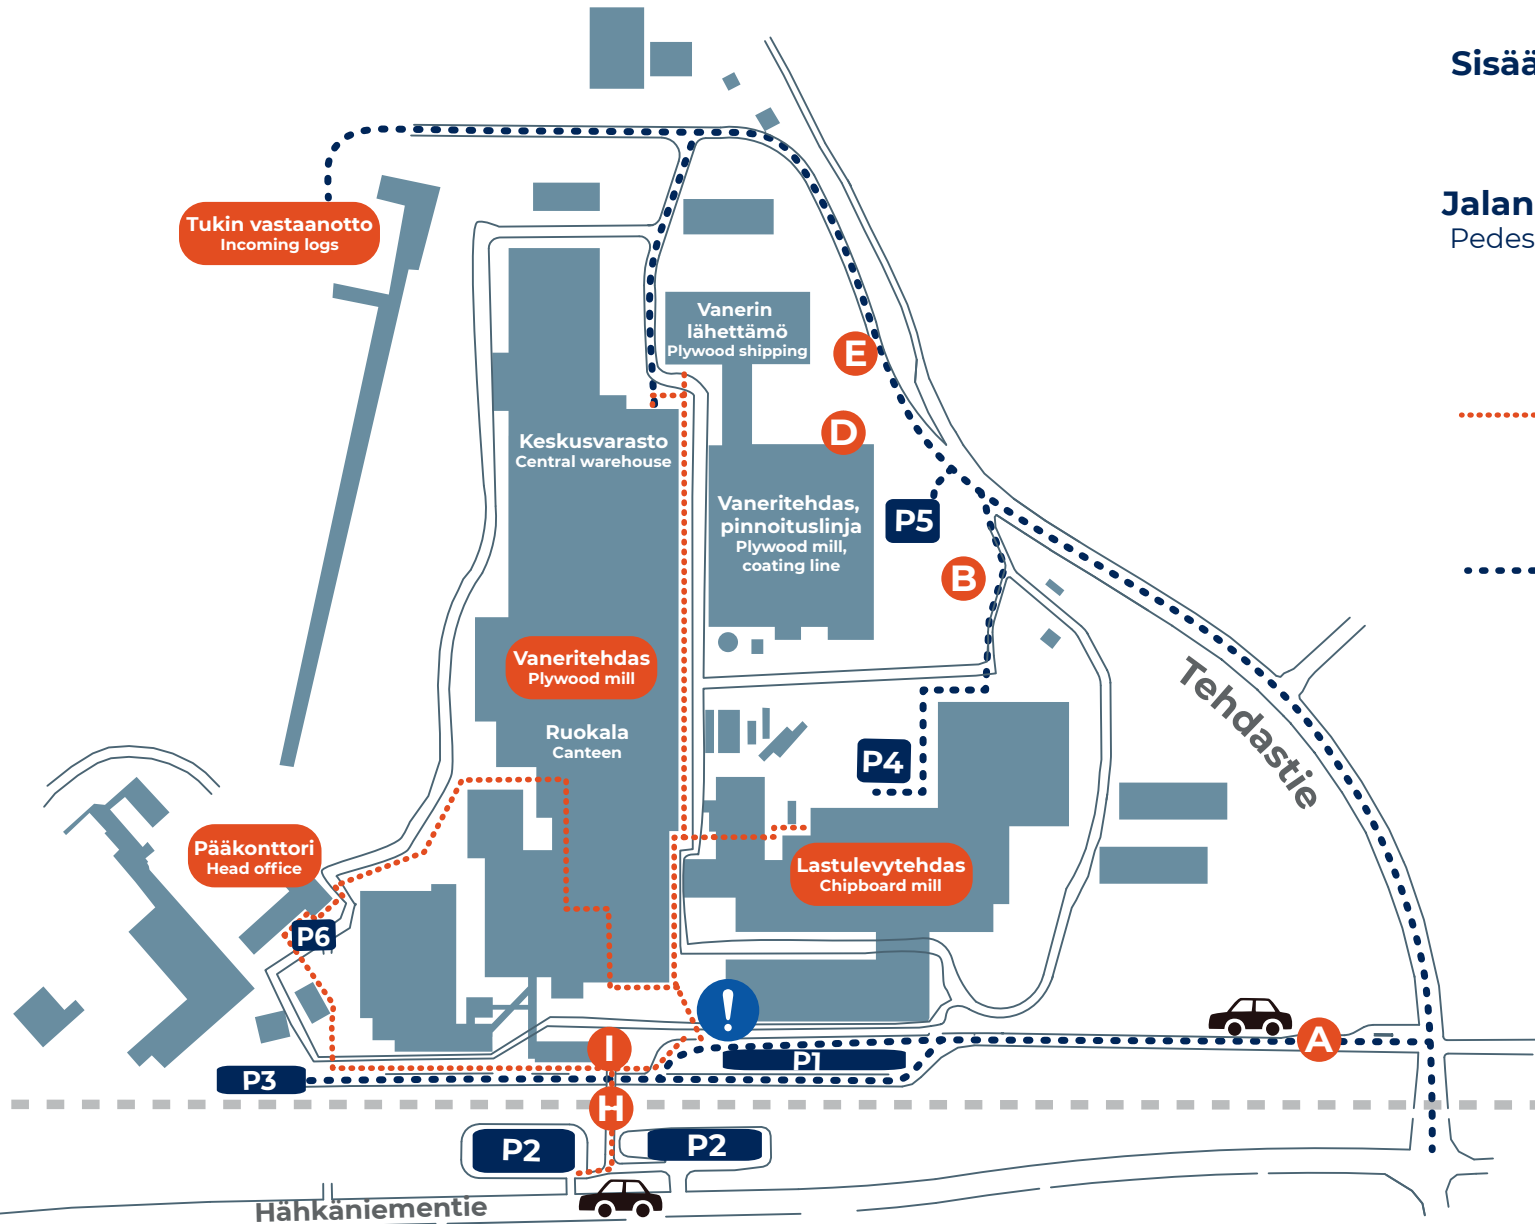 Sisää
Jalan
Pedes
Tukin vastaanotto
Incoming logs
Vanerin
lähettämö
Plywood shipping
E
D
Keskusvarasto
Central warehouse
Vaneritehdas,
pinnoituslinja
Plywood mill,
coating line
P5
B
Vaneritehdas
Plywood mill
Ruokala
Canteen
P4
Tehdastie
Pääkonttori
Head office
Lastulevytehdas
Chipboard mill
P6
!
I
A
P1
P3
H
P2
P2
Hähkäniementie